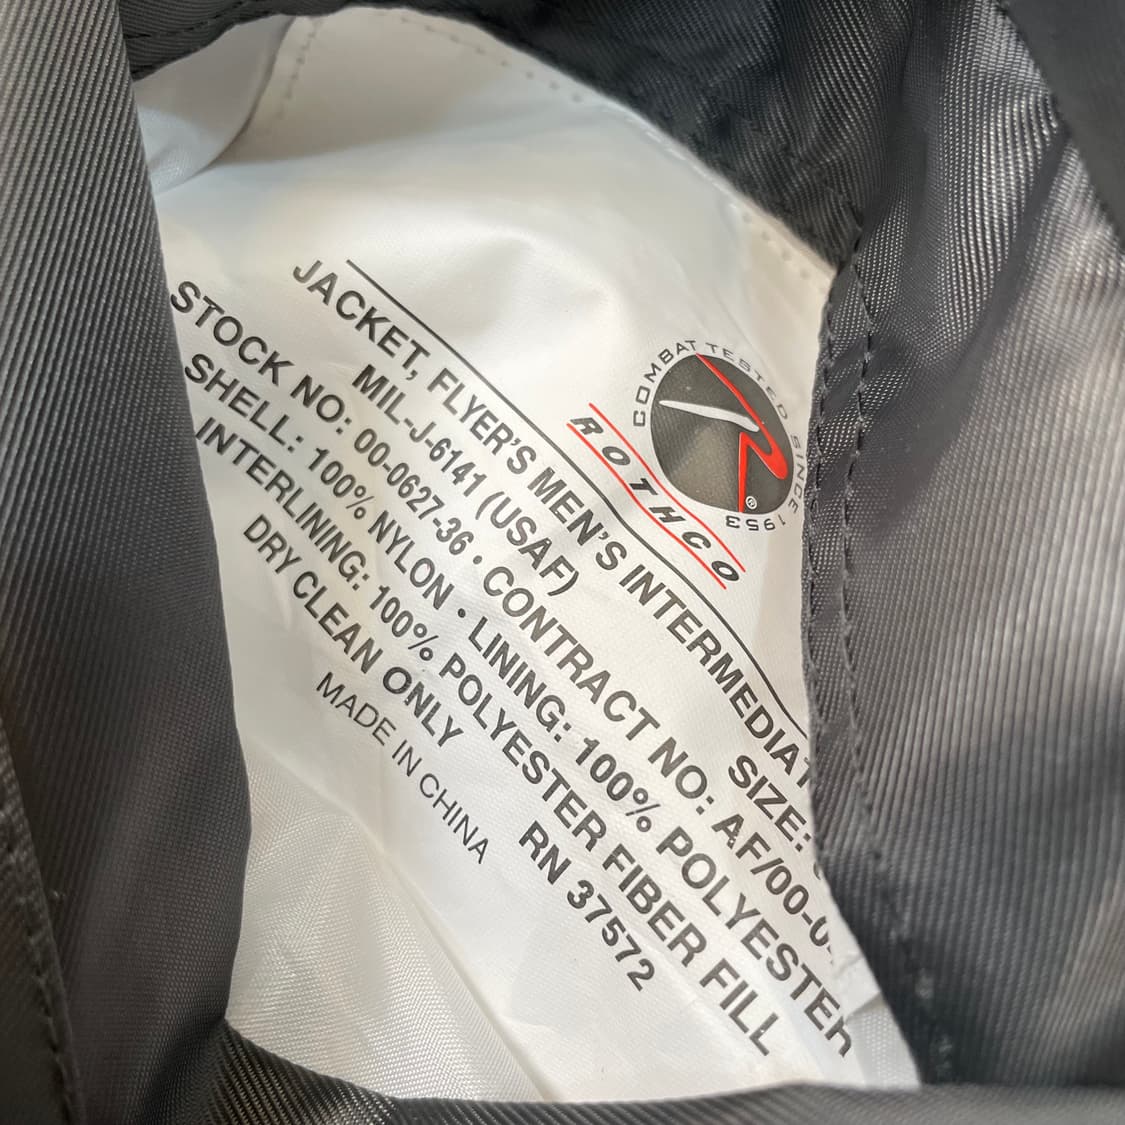 COMBAT TESTED SINCE 1953
R
®
ROTHCO
JACKET, FLYER'S MEN'S INTERMEDIAT
MIL-J-6141 (USAF) SIZE:
STOCK NO: 00-0627-36 • CONTRACT NO: AF/00-0
SHELL: 100% NYLON • LINING: 100% POLYESTER
INTERLINING: 100% POLYESTER FIBER FILL
DRY CLEAN ONLY RN 37572
MADE IN CHINA